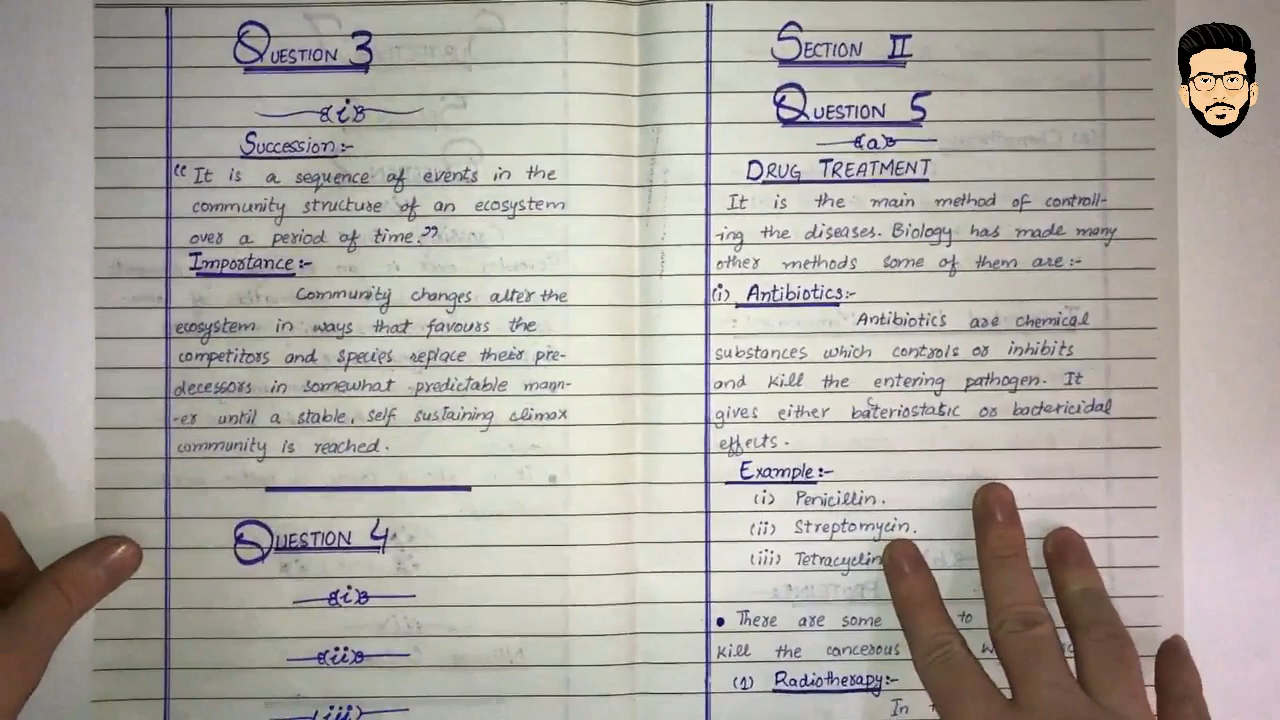 QUESTION 3
(i)
Succession:-
"It is a sequence of events in the
community structure of an ecosystem
over a period of time."
Importance:-
Community changes alter the
ecosystem in ways that favours the
competitors and species replace their pre-
decessors in somewhat predictable mann-
-er until a stable, self sustaining climax
community is reached.
QUESTION 4
(i)
(ii)
(iii)
SECTION II
QUESTION 5
(a)
DRUG TREATMENT
It is the main method of controll-
-ing the diseases. Biology has made many
other methods some of them are:-
(i) Antibiotics:-
Antibiotics are chemical
substances which controls or inhibits
and kill the entering pathogen. It
gives either bacteriostatic or bactericidal
effects.
Example:-
(i) Penicillin.
(ii) Streptomycin.
(iii) Tetracyclin
• There are some to
kill the cancerous
(1) Radiotherapy:-
In